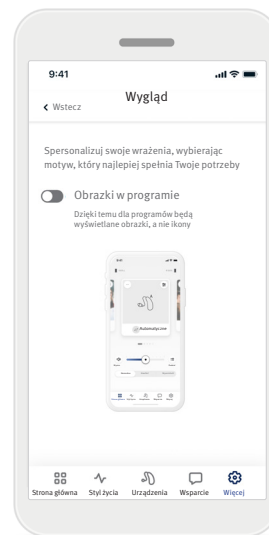 9:41
Wygląd
Wstecz
Spersonalizuj swoje wrażenia, wybierając
motyw, który najlepiej spełnia Twoje potrzeby
Obrazki w programie
Dzięki temu dla programów będą
wyświetlane obrazki, a nie ikony
Automatycznie
Strona główna Styl życia Urządzenia Wsparcie Więcej